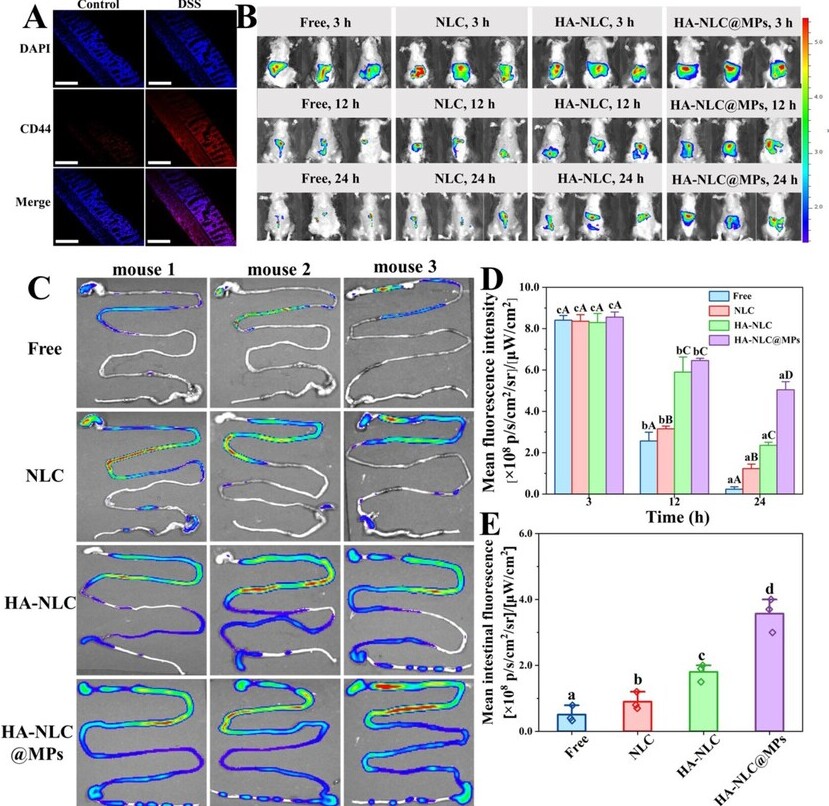 A
Control DSS
DAPI
CD44
Merge
B
Free, 3 h NLC, 3 h HA-NLC, 3 h HA-NLC@MPs, 3 h
Free, 12 h NLC, 12 h HA-NLC, 12 h HA-NLC@MPs, 12 h
Free, 24 h NLC, 24 h HA-NLC, 24 h HA-NLC@MPs, 24 h
5.0
3.0
2.0
C
mouse 1 mouse 2 mouse 3
Free
NLC
HA-NLC
HA-NLC
@MPs
D
Mean fluorescence intensity
[×10⁸ p/s/cm²/sr]/[μW/cm²]
10.0
8.0
6.0
4.0
2.0
0.0
Free
NLC
HA-NLC
HA-NLC@MPs
cA cA cA cA
bA bB bC bC
aA aB aC aD
3 12 24
Time (h)
E
Mean intestinal fluorescence
[×10⁸ p/s/cm²/sr]/[μW/cm²]
6.0
4.0
2.0
0.0
a b c d
Free NLC HA-NLC HA-NLC@MPs